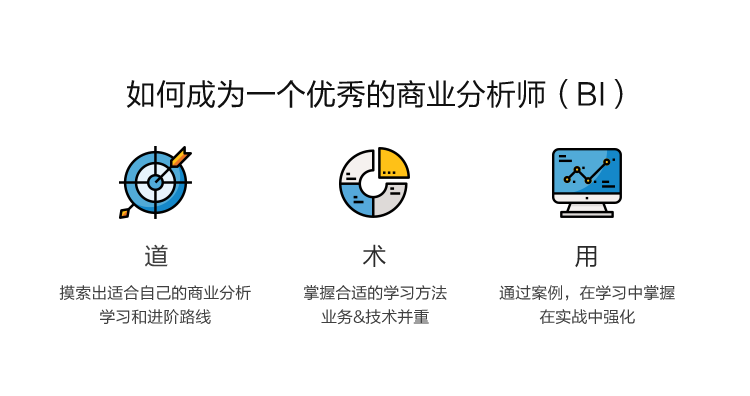 如何成为一个优秀的商业分析师（BI）
道
摸索出适合自己的商业分析
学习和进阶路线
术
掌握合适的学习方法
业务&技术并重
用
通过案例，在学习中掌握
在实战中强化